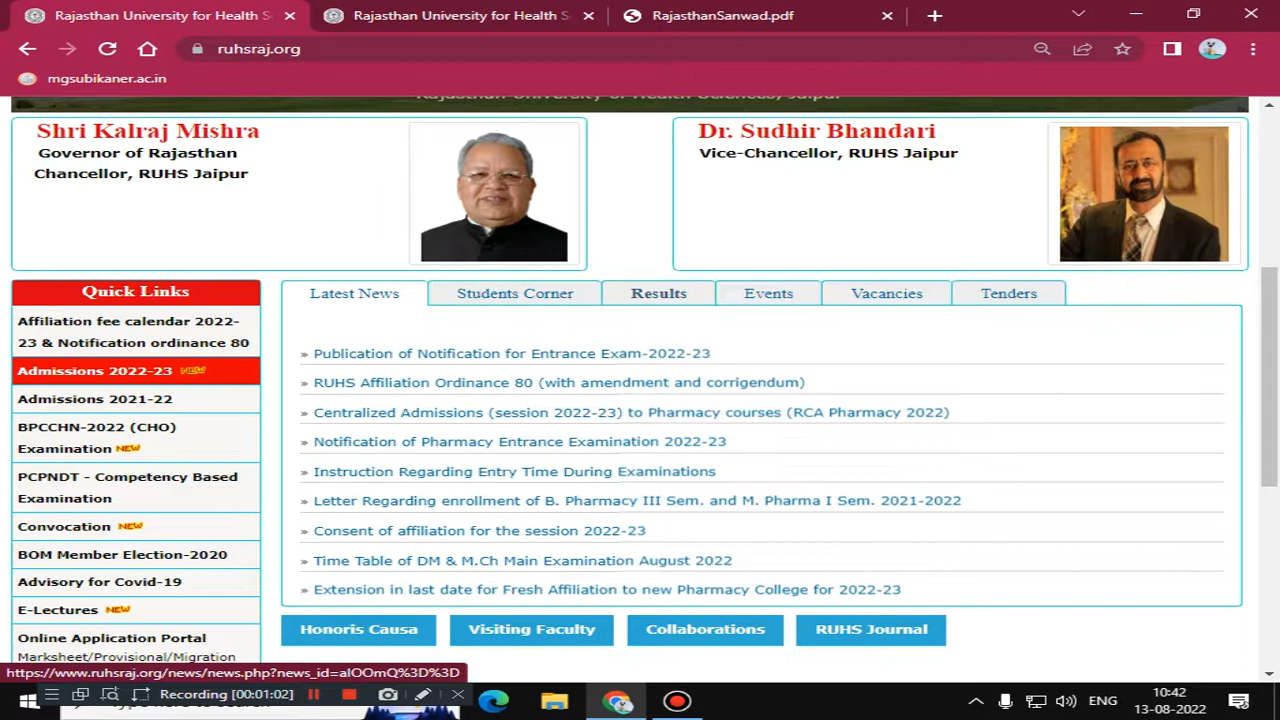 Rajasthan University for Health S
Rajasthan University for Health S
RajasthanSanwad.pdf
ruhsraj.org
mgsubikaner.ac.in
Rajasthan University of Health Sciences, Jaipur
Shri Kalraj Mishra
Governor of Rajasthan
Chancellor, RUHS Jaipur
Dr. Sudhir Bhandari
Vice-Chancellor, RUHS Jaipur
Quick Links
Affiliation fee calendar 2022-
23 & Notification ordinance 80
Admissions 2022-23 NEW
Admissions 2021-22
BPCCHN-2022 (CHO)
Examination NEW
PCPNDT - Competency Based
Examination
Convocation NEW
BOM Member Election-2020
Advisory for Covid-19
E-Lectures NEW
Online Application Portal
Marksheet/Provisional/Migration
Latest News
Students Corner
Results
Events
Vacancies
Tenders
» Publication of Notification for Entrance Exam-2022-23
» RUHS Affiliation Ordinance 80 (with amendment and corrigendum)
» Centralized Admissions (session 2022-23) to Pharmacy courses (RCA Pharmacy 2022)
» Notification of Pharmacy Entrance Examination 2022-23
» Instruction Regarding Entry Time During Examinations
» Letter Regarding enrollment of B. Pharmacy III Sem. and M. Pharma I Sem. 2021-2022
» Consent of affiliation for the session 2022-23
» Time Table of DM & M.Ch Main Examination August 2022
» Extension in last date for Fresh Affiliation to new Pharmacy College for 2022-23
Honoris Causa
Visiting Faculty
Collaborations
RUHS Journal
https://www.ruhsraj.org/news/news.php?news_id=aIOOmQ%3D%3D
Recording [00:01:02]
ENG
10:42
13-08-2022